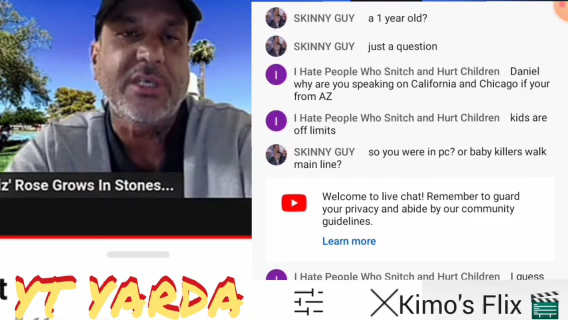 SKINNY GUY a 1 year old?
SKINNY GUY just a question
I I Hate People Who Snitch and Hurt Children Daniel
why are you speaking on California and Chicago if your
from AZ
I I Hate People Who Snitch and Hurt Children kids are
off limits
SKINNY GUY so you were in pc? or baby killers walk
main line?
Welcome to live chat! Remember to guard
your privacy and abide by our community
guidelines.
Learn more
I Hate People Who Snitch and Hurt Children I guess
iz' Rose Grows In Stones...
t
YT YARDA
Kimo's Flix